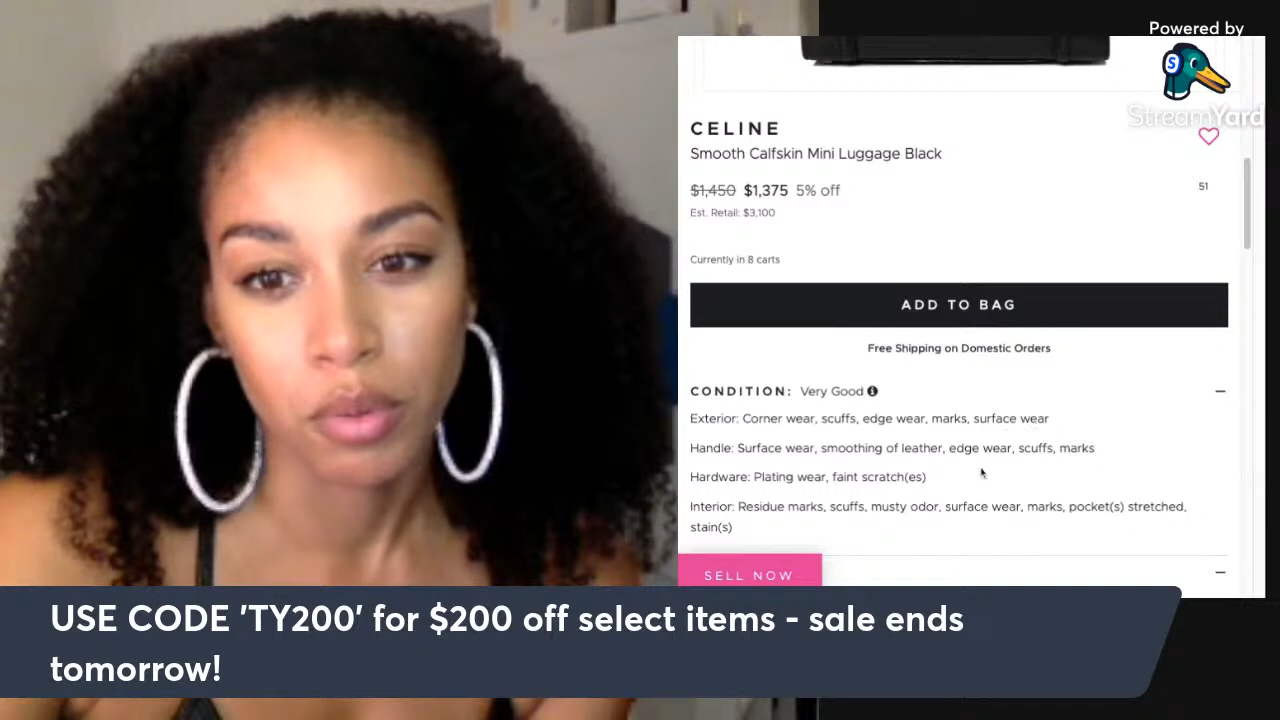 Powered by
StreamYard
CELINE
Smooth Calfskin Mini Luggage Black
$1,450 $1,375 5% off
51
Est. Retail: $3,100
Currently in 8 carts
ADD TO BAG
Free Shipping on Domestic Orders
CONDITION: Very Good
Exterior: Corner wear, scuffs, edge wear, marks, surface wear
Handle: Surface wear, smoothing of leather, edge wear, scuffs, marks
Hardware: Plating wear, faint scratch(es)
Interior: Residue marks, scuffs, musty odor, surface wear, marks, pocket(s) stretched,
stain(s)
SELL NOW
USE CODE 'TY200' for $200 off select items - sale ends
tomorrow!